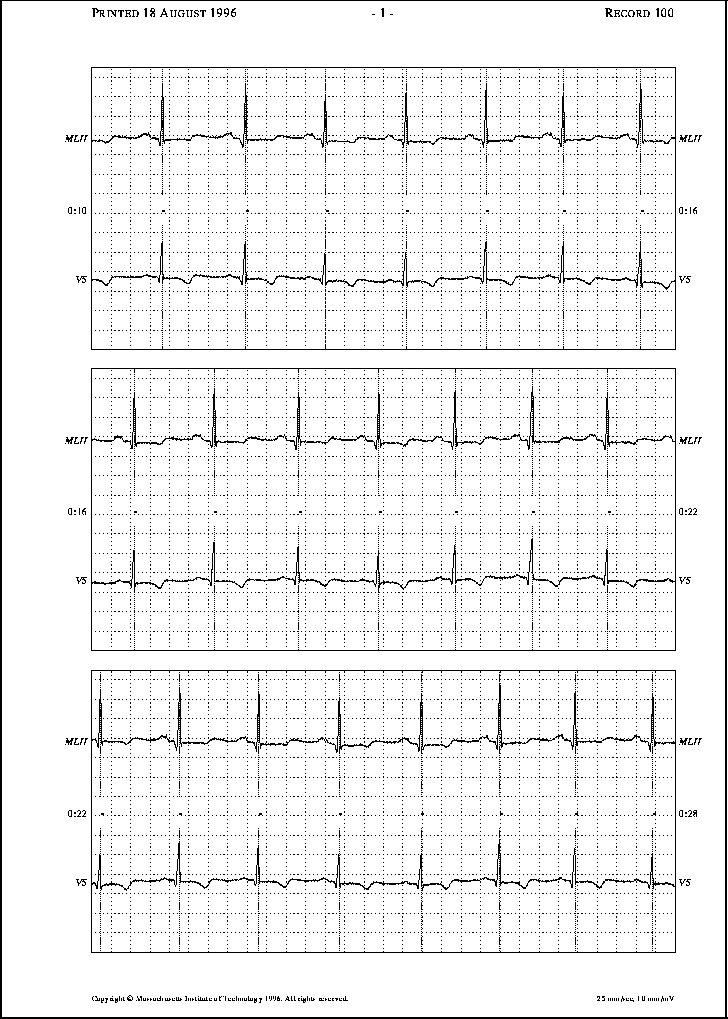 PRINTED 18 AUGUST 1996 - 1 - RECORD 100
MLII MLII
0:10 0:16
V5 V5
MLII MLII
0:16 0:22
V5 V5
MLII MLII
0:22 0:28
V5 V5
Copyright © Massachusetts Institute of Technology 1996. All rights reserved. 25 mm/sec, 10 mm/mV